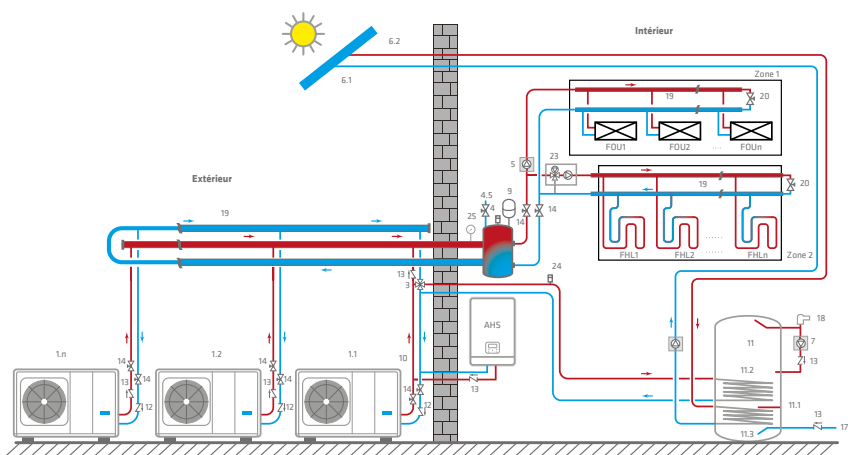 6.2
Intérieur
6.1
Zone 1
19
20
FOU1 FOU2 .... FOUn
5
23
Extérieur
19
20
4.5 9
4
19
25
14
14
FHL1 FHL2 ...... FHLn
Zone 2
24
13
3
AHS
18
11
7
1.n 1.2 1.1 10
14 14 13
13 14 13 14 13 14 11.2
12 12 12 11.1
13
17
11.3